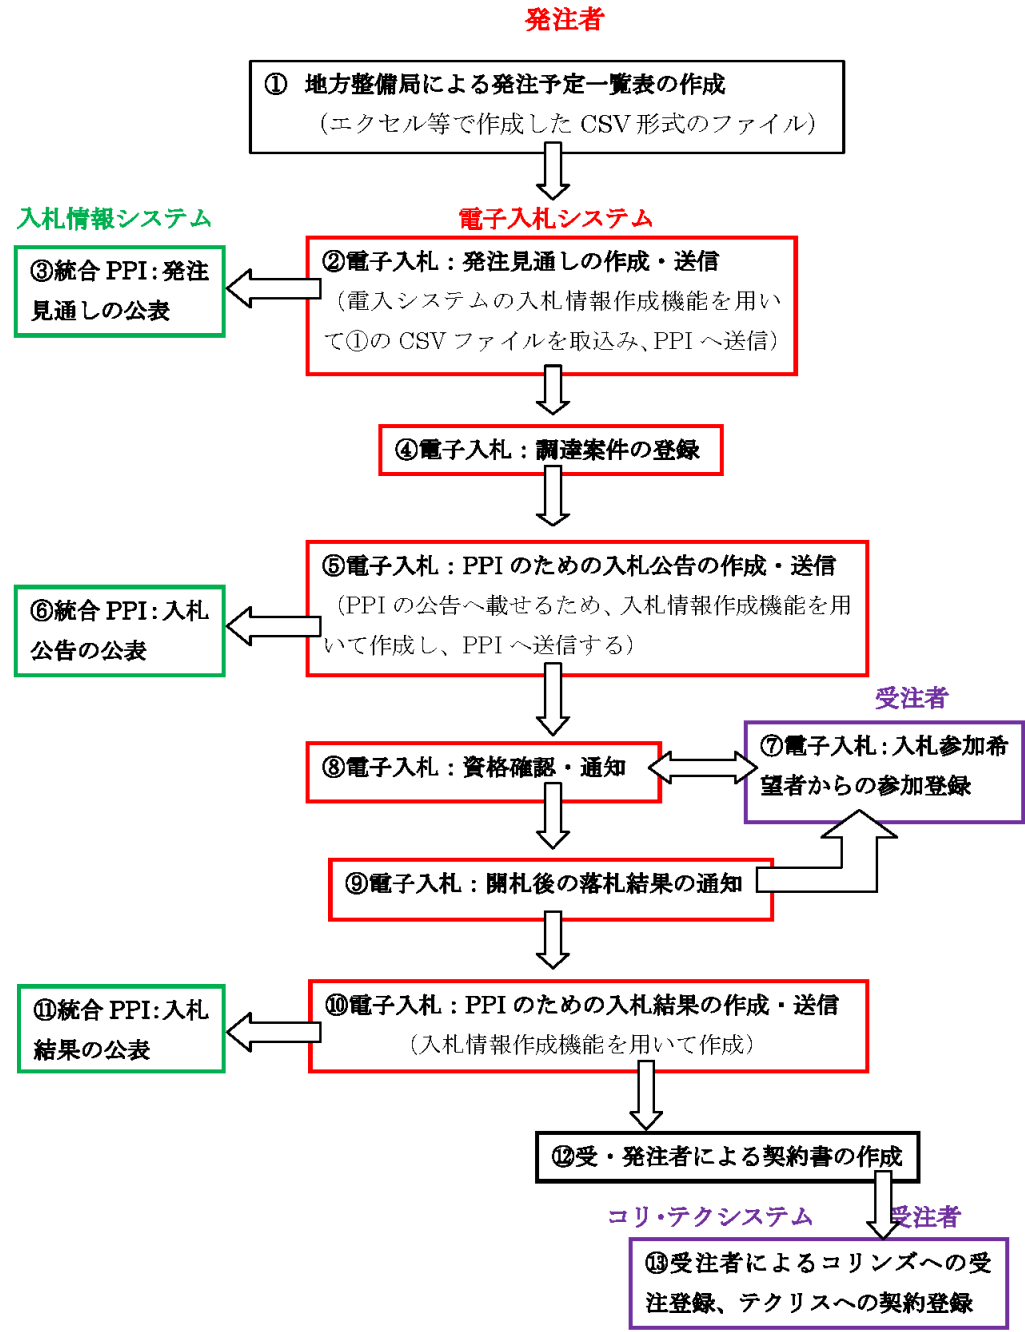 発注者
① 地方整備局による発注予定一覧表の作成
（エクセル等で作成した CSV 形式のファイル）
入札情報システム
電子入札システム
③統合 PPI：発注
見通しの公表
②電子入札：発注見通しの作成・送信
（電入システムの入札情報作成機能を用い
て①の CSV ファイルを取込み、PPI へ送信）
④電子入札：調達案件の登録
⑤電子入札：PPI のための入札公告の作成・送信
（PPI の公告へ載せるため、入札情報作成機能を用
いて作成し、PPI へ送信する）
⑥統合 PPI：入札
公告の公表
受注者
⑦電子入札：入札参加希
望者からの参加登録
⑧電子入札：資格確認・通知
⑨電子入札：開札後の落札結果の通知
⑩電子入札：PPI のための入札結果の作成・送信
（入札情報作成機能を用いて作成）
⑪統合 PPI：入札
結果の公表
⑫受・発注者による契約書の作成
コリ・テクシステム
受注者
⑬受注者によるコリンズへの受
注登録、テクリスへの契約登録